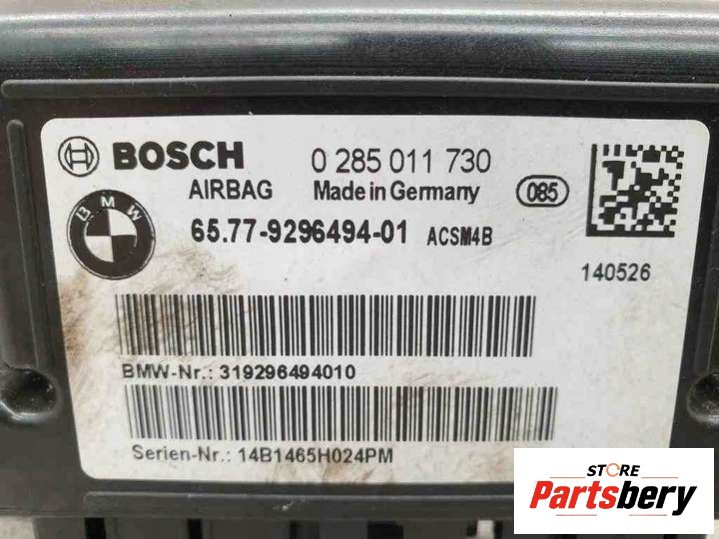 BOSCH 0 285 011 730
AIRBAG Made in Germany 085
BMW
65.77-9296494-01 ACSM4B
140526
BMW-Nr.: 319296494010
Serien-Nr.: 14B1465H024PM
STORE
Partsbery